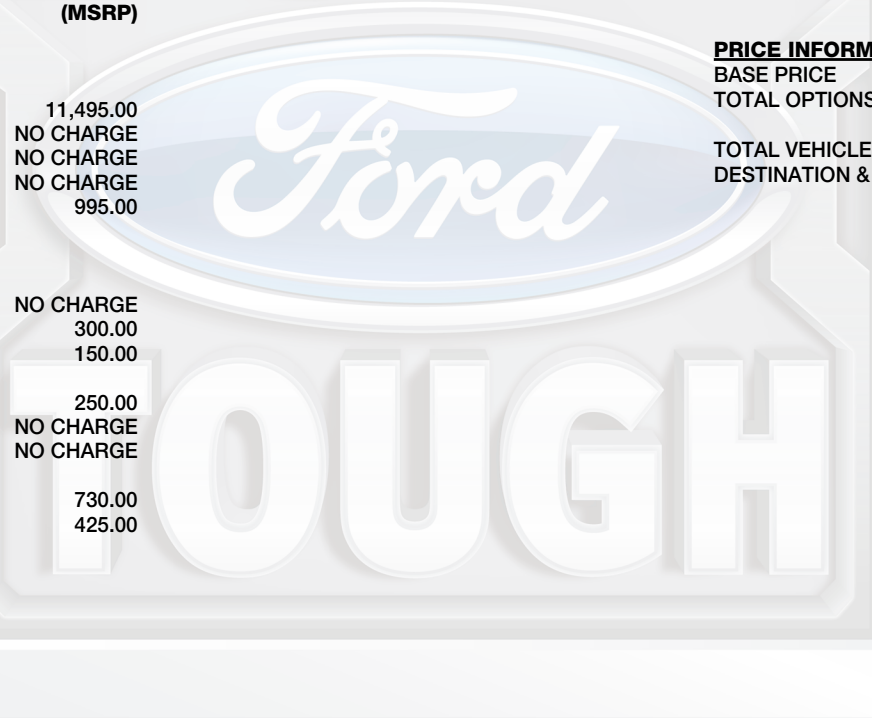 (MSRP)
11,495.00
NO CHARGE
NO CHARGE
NO CHARGE
995.00
NO CHARGE
300.00
150.00
250.00
NO CHARGE
NO CHARGE
730.00
425.00
PRICE INFORM
BASE PRICE
TOTAL OPTIONS
TOTAL VEHICLE
DESTINATION &
Ford
TOUGH